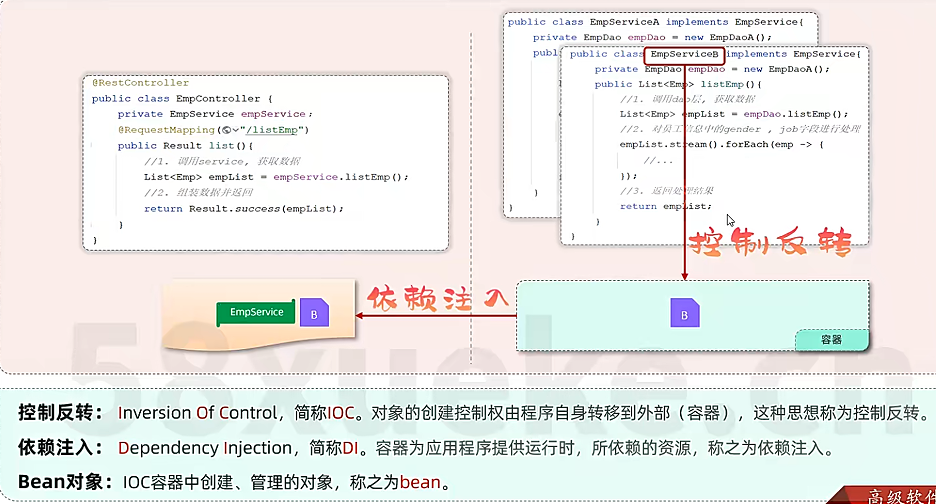 @RestController
public class EmpController {
private EmpService empService;
@RequestMapping("/listEmp")
public Result list(){
//1. 调用service, 获取数据
List<Emp> empList = empService.listEmp();
//2. 组装数据并返回
return Result.success(empList);
}
}
public class EmpServiceA implements EmpService{
private EmpDao empDao = new EmpDaoA();
publ
}
}
public class EmpServiceB implements EmpService{
private EmpDao empDao = new EmpDaoA();
public List<Emp> listEmp(){
//1. 调用dao层, 获取数据
List<Emp> empList = empDao.listEmp();
//2. 对员工信息中的gender , job字段进行处理
empList.stream().forEach(emp -> {
//...
});
//3. 返回处理结果
return empList;
}
}
控制反转
依赖注入
EmpService
B
B
容器
58xueke.cn
控制反转: Inversion Of Control，简称IOC。对象的创建控制权由程序自身转移到外部（容器），这种思想称为控制反转。
依赖注入: Dependency Injection，简称DI。容器为应用程序提供运行时，所依赖的资源，称之为依赖注入。
Bean对象: IOC容器中创建、管理的对象，称之为bean。
高级软件